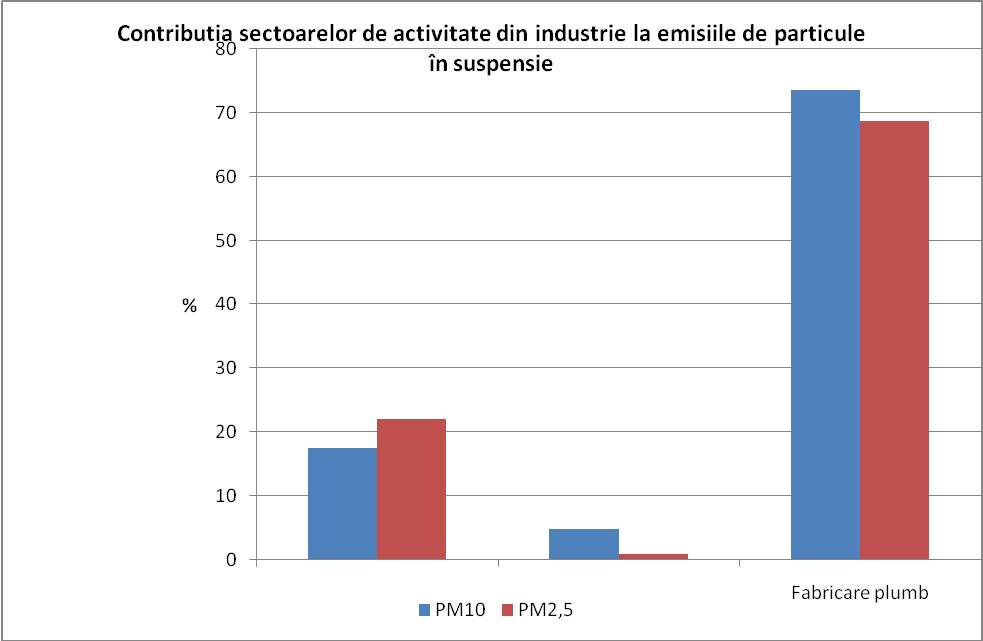 Contributia sectoarelor de activitate din industrie la emisiile de particule
în suspensie
80
70
60
50
%
40
30
20
10
0
Fabricare plumb
PM10
PM2,5